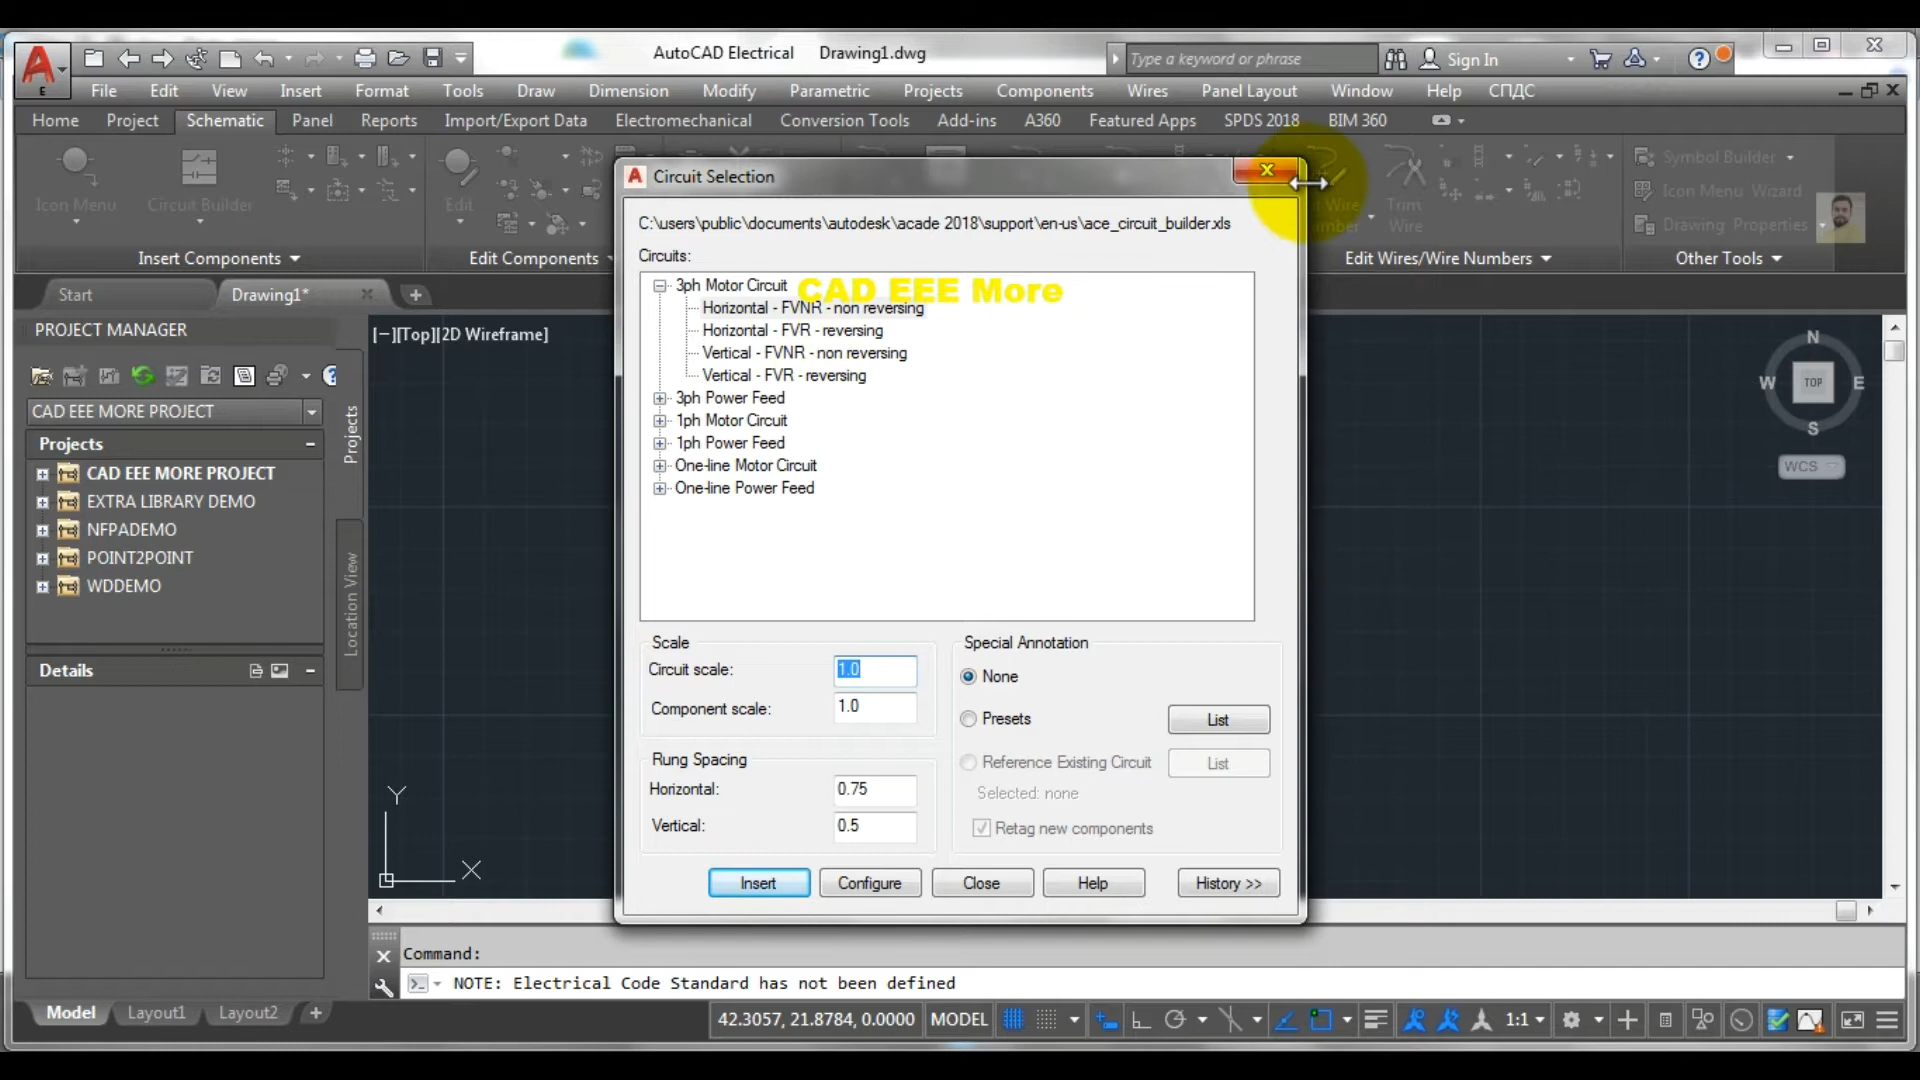 AutoCAD Electrical Drawing1.dwg
Type a keyword or phrase
Sign In
E
File Edit View Insert Format Tools Draw Dimension Modify Parametric Projects Components Wires Panel Layout Window Help СПДС
Home Project Schematic Panel Reports Import/Export Data Electromechanical Conversion Tools Add-ins A360 Featured Apps SPDS 2018 BIM 360
Icon Menu
Circuit Builder
Edit
Trim
Wire
Symbol Builder
Icon Menu Wizard
Drawing Properties
Insert Components
Edit Components
Edit Wires/Wire Numbers
Other Tools
Start
Drawing1*
PROJECT MANAGER
CAD EEE MORE PROJECT
Projects
CAD EEE MORE PROJECT
EXTRA LIBRARY DEMO
NFPADEMO
POINT2POINT
WDDEMO
Details
Projects
Location View
[−][Top][2D Wireframe]
N
W
TOP
E
S
WCS
Y
X
Circuit Selection
C:\users\public\documents\autodesk\acade 2018\support\en-us\ace_circuit_builder.xls
Circuits:
3ph Motor Circuit
CAD EEE More
Horizontal - FVNR - non reversing
Horizontal - FVR - reversing
Vertical - FVNR - non reversing
Vertical - FVR - reversing
3ph Power Feed
1ph Motor Circuit
1ph Power Feed
One-line Motor Circuit
One-line Power Feed
Scale
Circuit scale: 1.0
Component scale: 1.0
Rung Spacing
Horizontal: 0.75
Vertical: 0.5
Special Annotation
None
Presets
List
Reference Existing Circuit
List
Selected: none
Retag new components
Insert
Configure
Close
Help
History >>
Command:
NOTE: Electrical Code Standard has not been defined
Model Layout1 Layout2
42.3057, 21.8784, 0.0000 MODEL
1:1